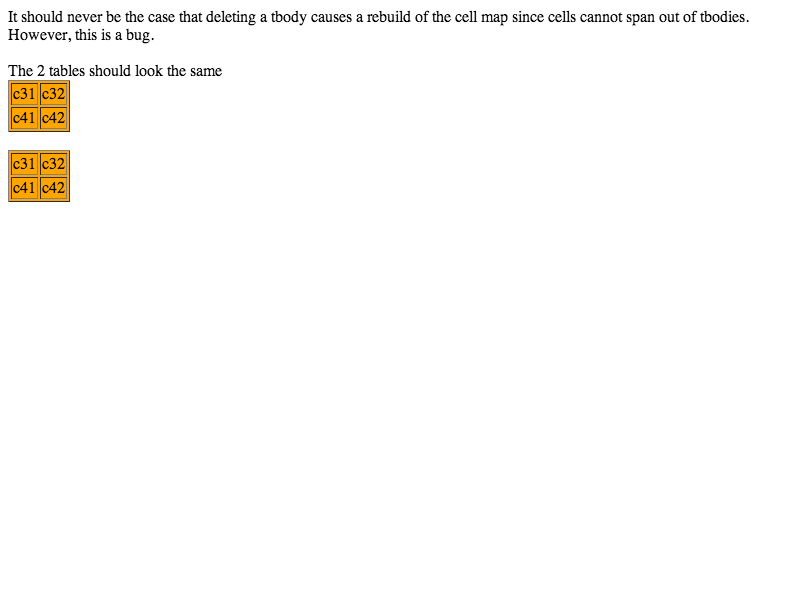 It should never be the case that deleting a tbody causes a rebuild of the cell map since cells cannot span out of tbodies.
However, this is a bug.
The 2 tables should look the same
c31 c32
c41 c42
c31 c32
c41 c42